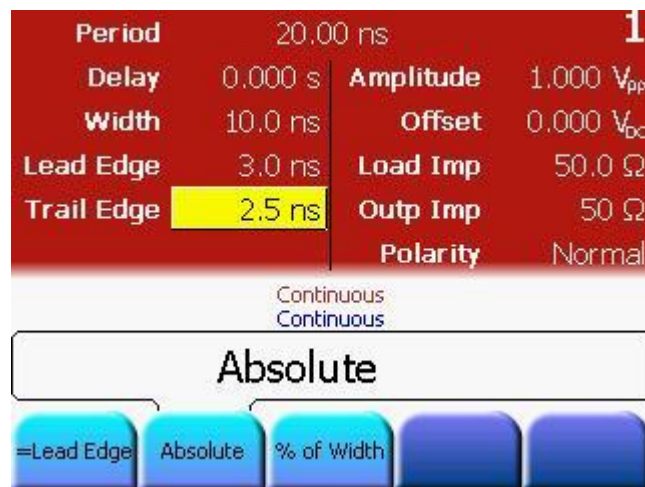 Period 20.00 ns 1
Delay 0.000 s Amplitude 1.000 Vpp
Width 10.0 ns Offset 0.000 Vdc
Lead Edge 3.0 ns Load Imp 50.0 Ω
Trail Edge 2.5 ns Outp Imp 50 Ω
Polarity Normal
Continuous
Continuous
Absolute
=Lead Edge Absolute % of Width